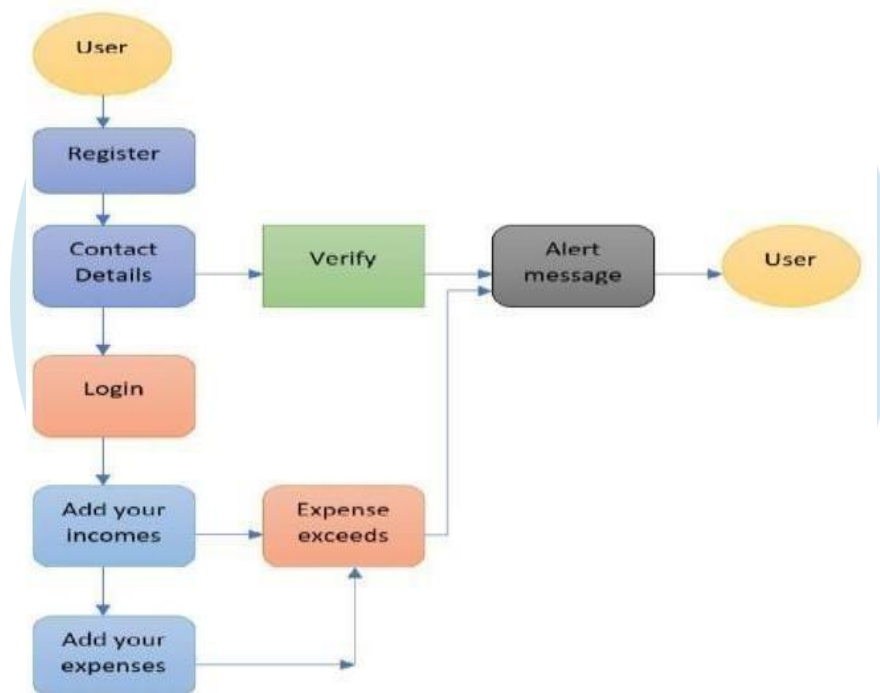 User
Register
Contact
Details
Verify
Alert
message
User
Login
Add your
incomes
Expense
exceeds
Add your
expenses